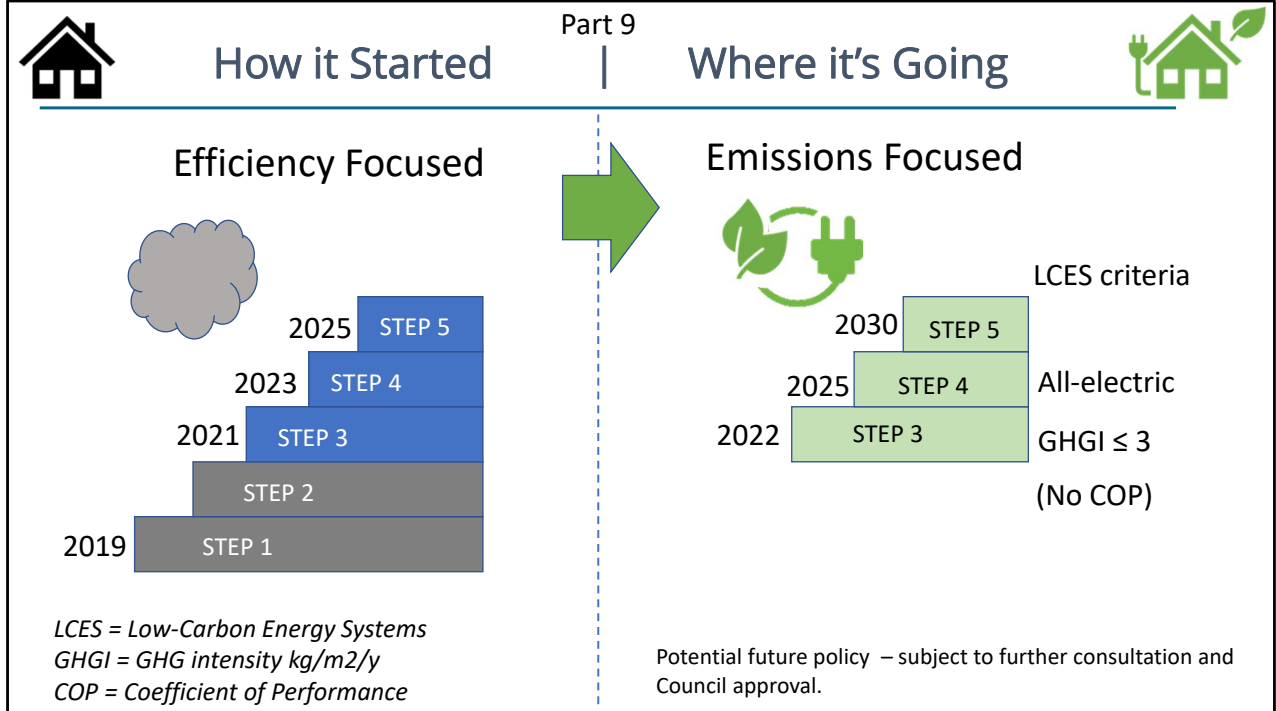 Part 9
How it Started | Where it's Going
Efficiency Focused
2025 STEP 5
2023 STEP 4
2021 STEP 3
STEP 2
2019 STEP 1
LCES = Low-Carbon Energy Systems
GHGI = GHG intensity kg/m2/y
COP = Coefficient of Performance
Emissions Focused
LCES criteria
2030 STEP 5
2025 STEP 4 All-electric
2022 STEP 3 GHGI ≤ 3
(No COP)
Potential future policy – subject to further consultation and
Council approval.